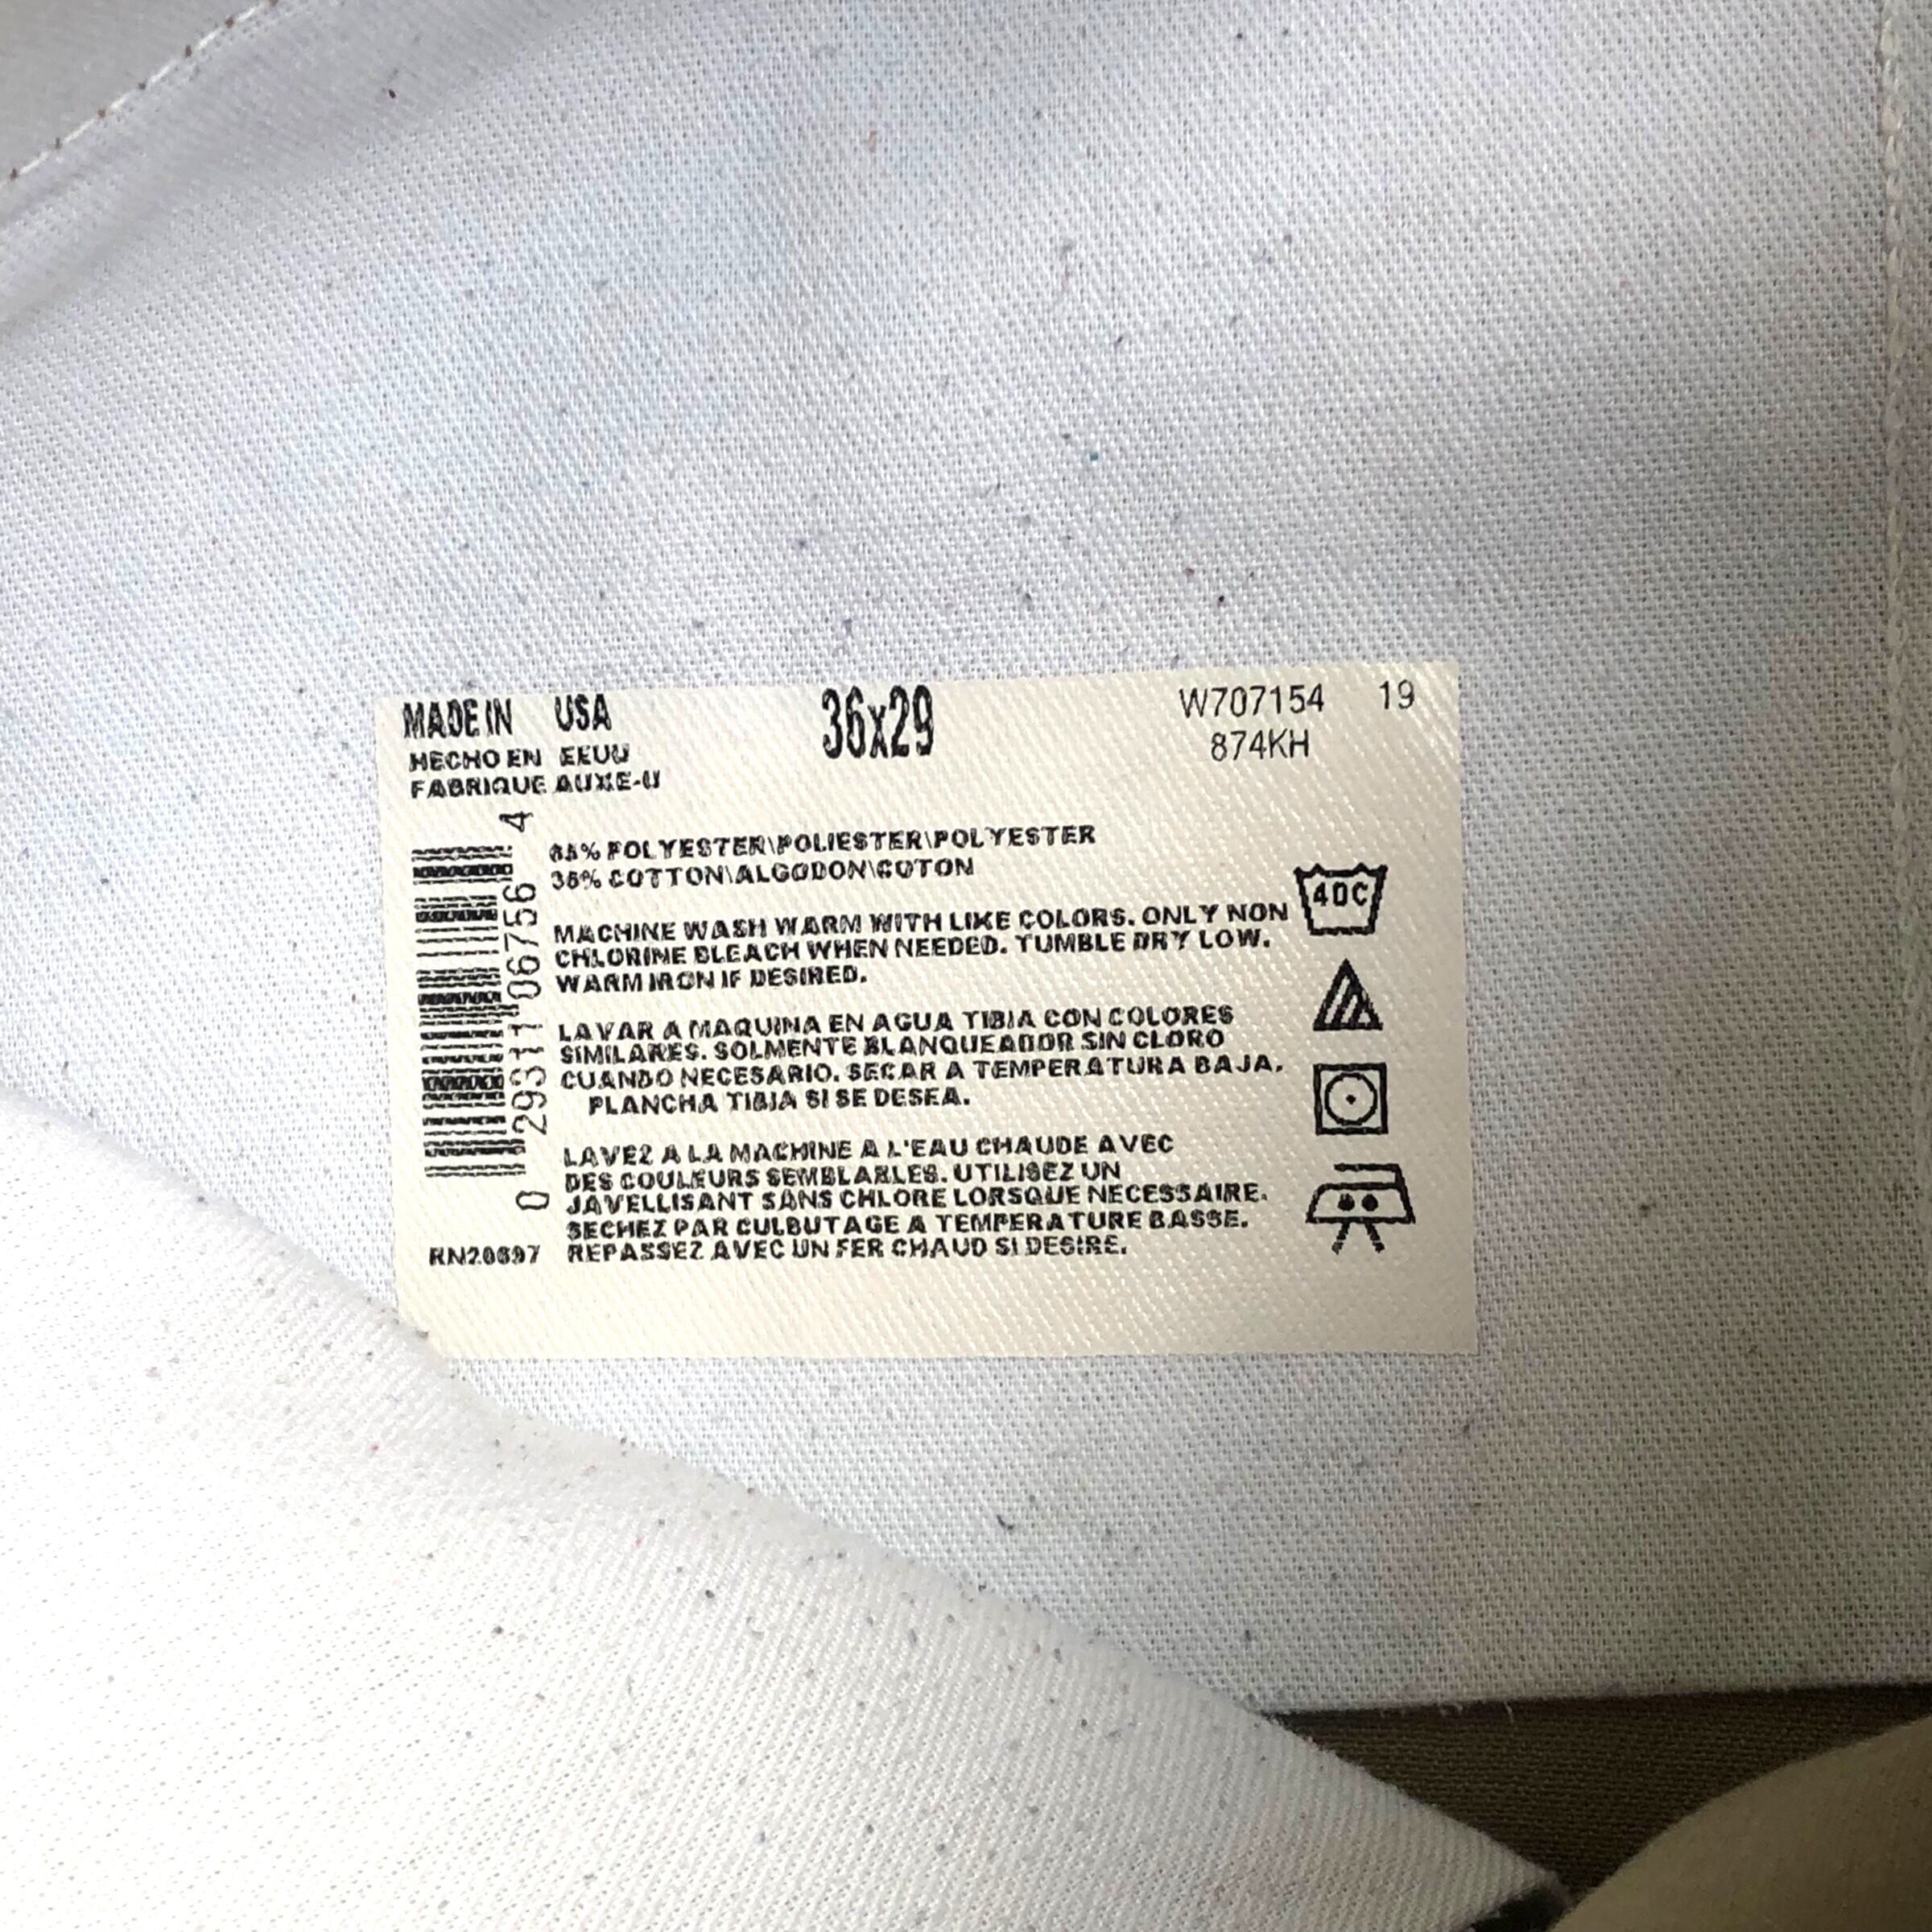 MADE IN USA
36x29
W707154 19
HECHO EN EEUU
874KH
FABRIQUE AUX E-U
65% POLYESTER\POLIESTER\POLYESTER
35% COTTON\ALGODON\COTON
MACHINE WASH WARM WITH LIKE COLORS. ONLY NON
CHLORINE BLEACH WHEN NEEDED. TUMBLE DRY LOW.
WARM IRON IF DESIRED.
LAVAR A MAQUINA EN AGUA TIBIA CON COLORES
SIMILARES. SOLMENTE BLANQUEADOR SIN CLORO
CUANDO NECESARIO. SECAR A TEMPERATURA BAJA.
PLANCHA TIBIA SI SE DESEA.
LAVEZ A LA MACHINE A L'EAU CHAUDE AVEC
DES COULEURS SEMBLABLES. UTILISEZ UN
JAVELLISANT SANS CHLORE LORSQUE NECESSAIRE.
SECHEZ PAR CULBUTAGE A TEMPERATURE BASSE.
REPASSEZ AVEC UN FER CHAUD SI DESIRE.
0 29311 06756 4
RN20697
40C